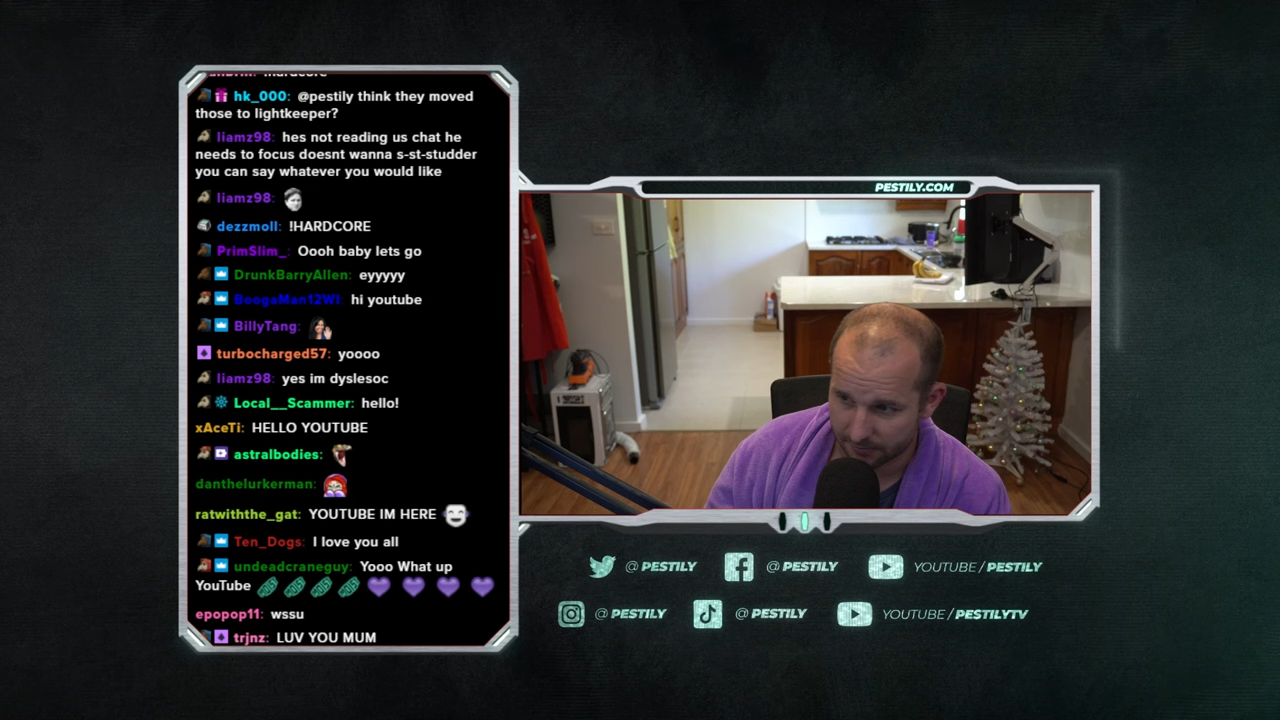 !hardcore
hk_000: @pestily think they moved
those to lightkeeper?
liamz98: hes not reading us chat he
needs to focus doesnt wanna s-st-studder
you can say whatever you would like
liamz98:
dezzmoll: !HARDCORE
PrimSlim_: Oooh baby lets go
DrunkBarryAllen: eyyyyy
BoogaMan12WI: hi youtube
BillyTang:
turbocharged57: yoooo
liamz98: yes im dyslesoc
Local__Scammer: hello!
xAceTi: HELLO YOUTUBE
astralbodies:
danthelurkerman:
ratwiththe_gat: YOUTUBE IM HERE
Ten_Dogs: I love you all
undeadcraneguy: Yooo What up
YouTube
epopop11: wssu
trjnz: LUV YOU MUM
PESTILY.COM
@PESTILY @PESTILY YOUTUBE/PESTILY
@PESTILY @PESTILY YOUTUBE/PESTILYTV